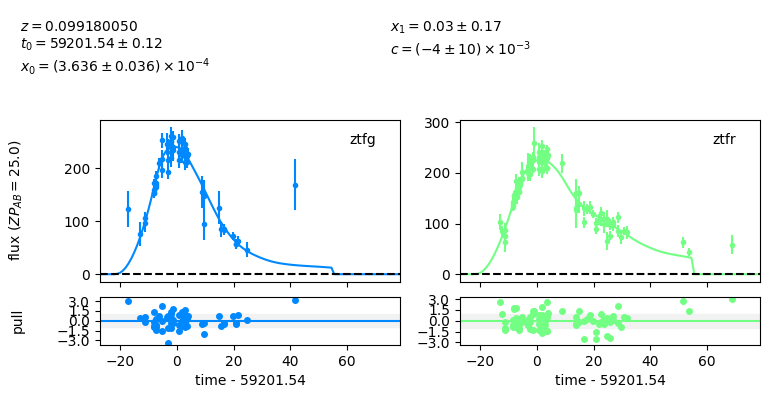 z = 0.099180050
t₀ = 59201.54 ± 0.12
x₀ = (3.636 ± 0.036) × 10⁻⁴
x₁ = 0.03 ± 0.17
c = (−4 ± 10) × 10⁻³
flux (ZP_AB = 25.0)
ztfg
200
100
0
ztfr
300
200
100
0
pull
3.0
1.5
0.0
−1.5
−3.0
−20 0 20 40 60
time - 59201.54
3.0
1.5
0.0
−1.5
−3.0
−20 0 20 40 60
time - 59201.54